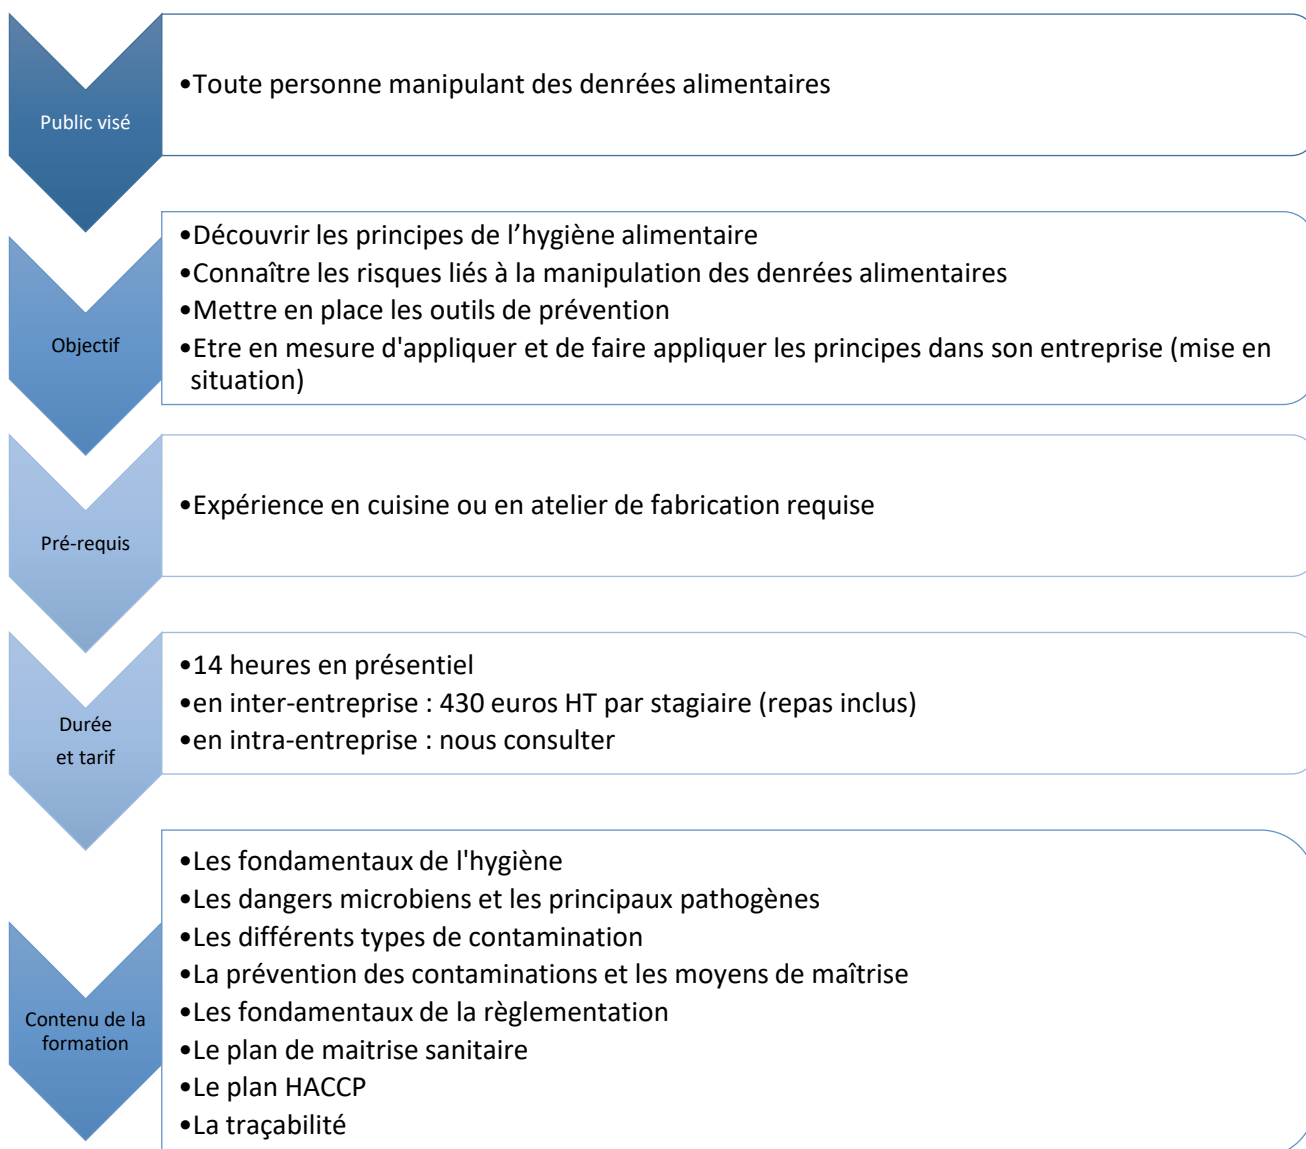 Public visé
•Toute personne manipulant des denrées alimentaires
Objectif
•Découvrir les principes de l’hygiène alimentaire
•Connaître les risques liés à la manipulation des denrées alimentaires
•Mettre en place les outils de prévention
•Etre en mesure d'appliquer et de faire appliquer les principes dans son entreprise (mise en
situation)
Pré-requis
•Expérience en cuisine ou en atelier de fabrication requise
Durée
et tarif
•14 heures en présentiel
•en inter-entreprise : 430 euros HT par stagiaire (repas inclus)
•en intra-entreprise : nous consulter
Contenu de la
formation
•Les fondamentaux de l'hygiène
•Les dangers microbiens et les principaux pathogènes
•Les différents types de contamination
•La prévention des contaminations et les moyens de maîtrise
•Les fondamentaux de la règlementation
•Le plan de maitrise sanitaire
•Le plan HACCP
•La traçabilité